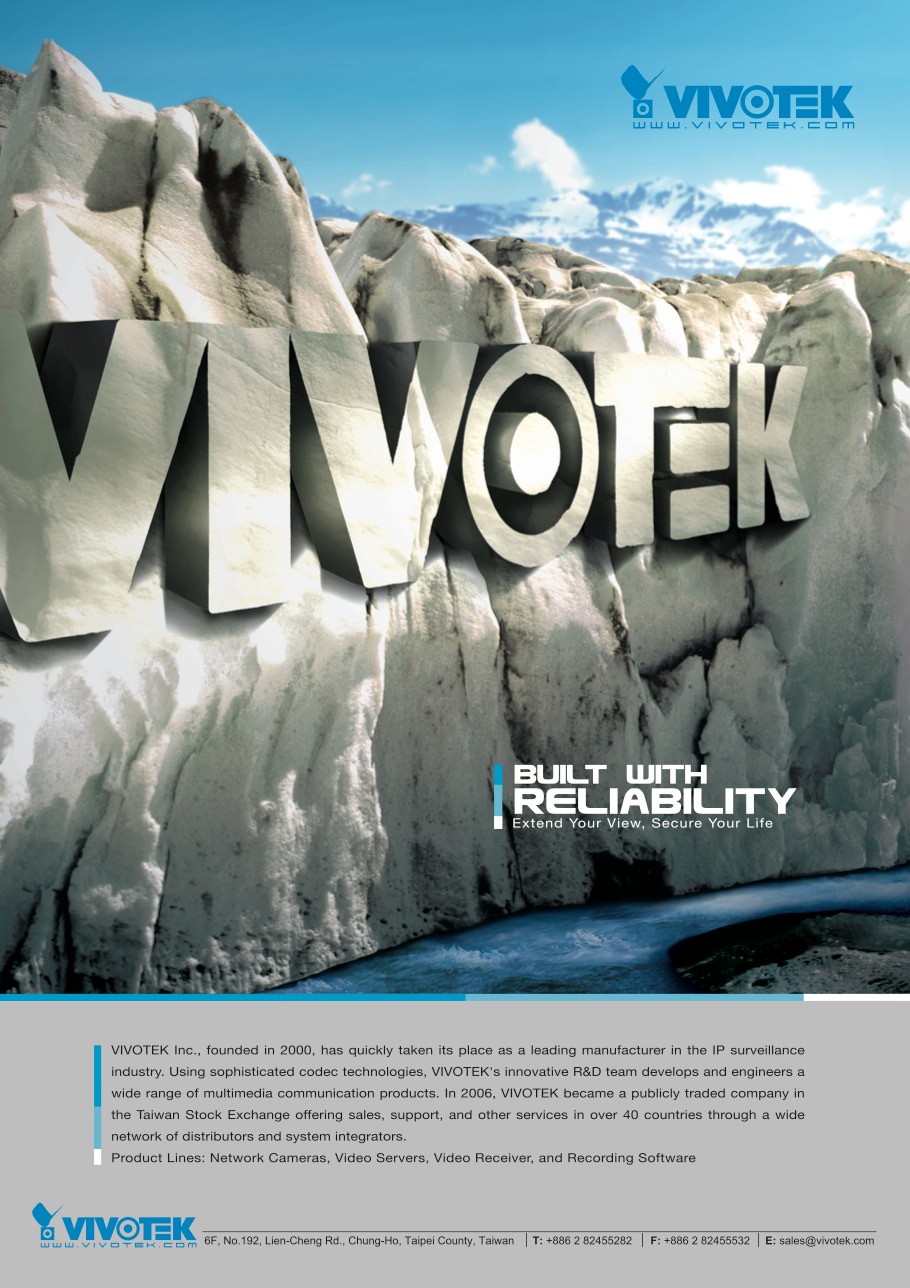 VIVOTEK
www.vivotek.com
VIVOTEK
BUILT WITH
RELIABILITY
Extend Your View, Secure Your Life
VIVOTEK Inc., founded in 2000, has quickly taken its place as a leading manufacturer in the IP surveillance
industry. Using sophisticated codec technologies, VIVOTEK's innovative R&D team develops and engineers a
wide range of multimedia communication products. In 2006, VIVOTEK became a publicly traded company in
the Taiwan Stock Exchange offering sales, support, and other services in over 40 countries through a wide
network of distributors and system integrators.
Product Lines: Network Cameras, Video Servers, Video Receiver, and Recording Software
VIVOTEK
www.vivotek.com
6F, No.192, Lien-Cheng Rd., Chung-Ho, Taipei County, Taiwan | T: +886 2 82455282 | F: +886 2 82455532 | E: sales@vivotek.com